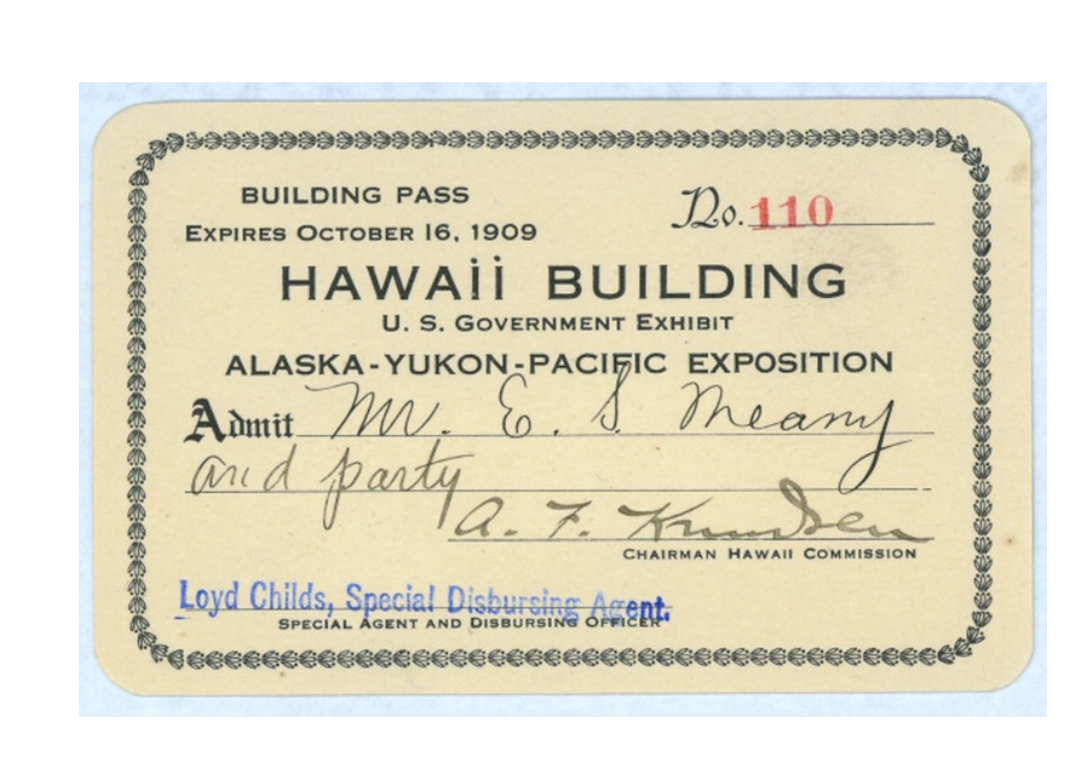 BUILDING PASS
EXPIRES OCTOBER 16, 1909
No. 110
HAWAii BUILDING
U. S. GOVERNMENT EXHIBIT
ALASKA-YUKON-PACIFIC EXPOSITION
Admit Mr. E. S. Meany
and party
A. F. Knudsen
CHAIRMAN HAWAII COMMISSION
Loyd Childs, Special Disbursing Agent.
SPECIAL AGENT AND DISBURSING OFFICER